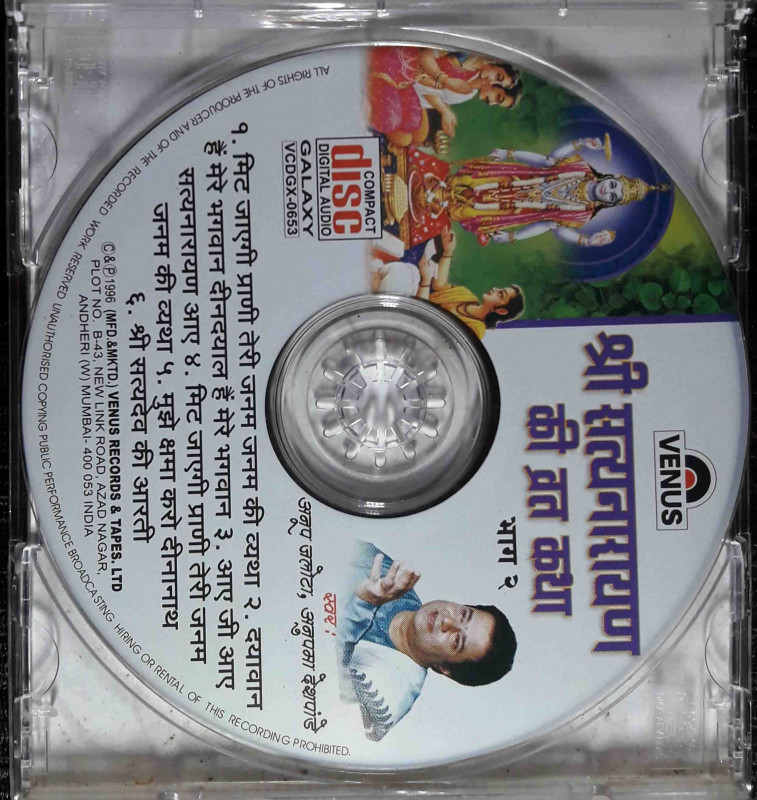 VENUS
श्री सत्यनारायण
की व्रत कथा
भाग २
COMPACT
disc
DIGITAL AUDIO
GALAXY
VCDGX-9653
स्वर :
अनूप जलोटा, अनुपमा देशपांडे
१. मिट जाएगी प्राणी तेरी जनम जनम की व्यथा २. दयावान
हैं मेरे भगवान दीनदयाल हैं मेरे भगवान ३. आए जी आए
सत्यनारायण आए ४. मिट जाएगी प्राणी तेरी जनम
जनम की व्यथा ५. मुझे क्षमा करो दीनानाथ
६. श्री सत्यदेव की आरती
©&℗1996 (MFD.&MKTD.) VENUS RECORDS & TAPES. LTD
PLOT NO. B-43, NEW LINK ROAD, AZAD NAGAR,
ANDHERI (W) MUMBAI- 400 053 INDIA
ALL RIGHTS OF THE PRODUCER AND OF THE RECORDED WORK RESERVED UNAUTHORISED COPYING PUBLIC PERFORMANCE BROADCASTING HIRING OR RENTAL OF THIS RECORDING PROHIBITED.